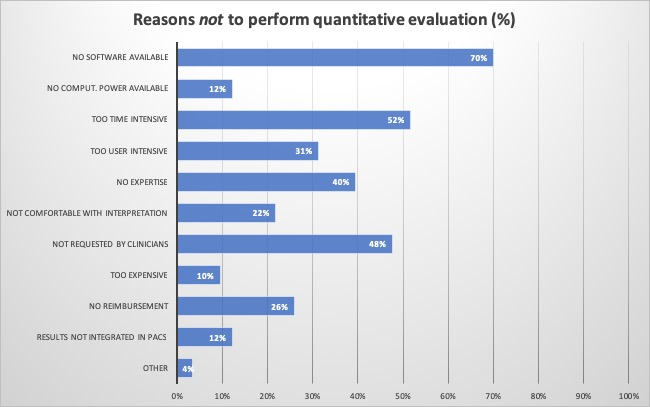 Reasons not to perform quantitative evaluation (%)
NO SOFTWARE AVAILABLE 70%
NO COMPUT. POWER AVAILABLE 12%
TOO TIME INTENSIVE 52%
TOO USER INTENSIVE 31%
NO EXPERTISE 40%
NOT COMFORTABLE WITH INTERPRETATION 22%
NOT REQUESTED BY CLINICIANS 48%
TOO EXPENSIVE 10%
NO REIMBURSEMENT 26%
RESULTS NOT INTEGRATED IN PACS 12%
OTHER 4%
0% 10% 20% 30% 40% 50% 60% 70% 80% 90% 100%